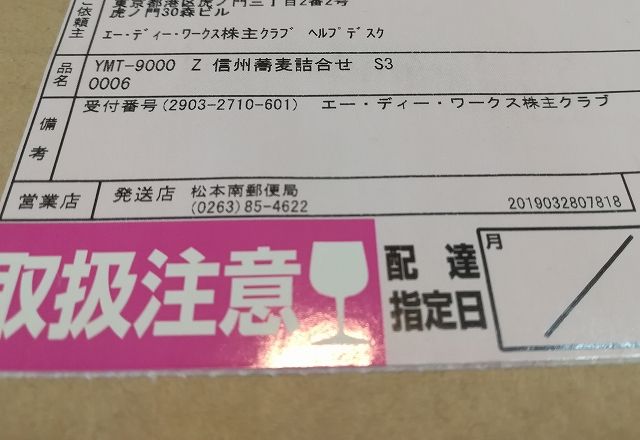 ご依頼主
東京都港区虎ノ門三丁目2番2号
虎ノ門30森ビル
エー・ディー・ワークス株主クラブ ヘルプデスク
品名
YMT-9000 Z 信州蕎麦詰合せ S3
0006
備考
受付番号(2903-2710-601) エー・ディー・ワークス株主クラブ
営業店
発送店 松本南郵便局
(0263)85-4622
2019032807818
取扱注意
配達
指定日
月